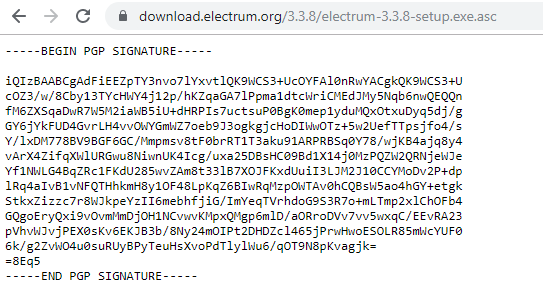 download.electrum.org/3.3.8/electrum-3.3.8-setup.exe.asc
-----BEGIN PGP SIGNATURE-----
iQIzBAABCgAdFiEEZpTY3nvo7lYxvtlQK9WCS3+UcOYFAl0nRwYACgkQK9WCS3+U
cOZ3/w/8Cby13TYcHWY4j12p/hKZqaGA7lPpma1dtcWriCMEdJMy5Nqb6nwQEQQn
fM6ZXSqaDwR7W5M2iaWB5iU+dHRPIs7uctsuP0BgK0mep1yduMQxOtxuDyq5dj/g
GY6jYkFUD4GvrLH4vvOWYGmWZ7oeb9J3ogkgjcHoDIWwOTz+5w2UefTTpsjfo4/s
Y/lxDM778BV9BGF6GC/Mmpmsv8tF0brRT1T3aku91ARPRBSq0Y78/wjKB4ajq8y4
vArX4ZifqXWlURGwu8NiwnUK4Icg/uxa25DBsHC09Bd1X14j0MzPQZW2QRNjeWJe
Yf1NWLG4BqZRc1FKdU285wvZAm8t33lB7XOJFKxdUuiI3LJM2J10CCYMoDv2P+dp
lRq4aIvB1vNFQTHhkmH8y1OF48LpKqZ6BIwRqMzpOWTAv0hCQBsW5ao4hGY+etgk
StkxZizzc7r8WJkpeYzII6mebhfjiG/ImYeqTVrhdoG9S3R7o+mLTmp2xlChOFb4
GQgoEryQxi9vOvmMmDjOH1NCvwvKMpxQMgp6mlD/aORroDVv7vv5wxqC/EEvRA23
pVhvWJvjPEX0sKv6EKJB3b/8Ny24mOIPt2DHDZcl465jPrwHwoESOLR85mWcYUF0
6k/g2ZvWO4u0suRUyBPyTeuHsXvoPdTlylWu6/qOT9N8pKvagjk=
=8Eq5
-----END PGP SIGNATURE-----